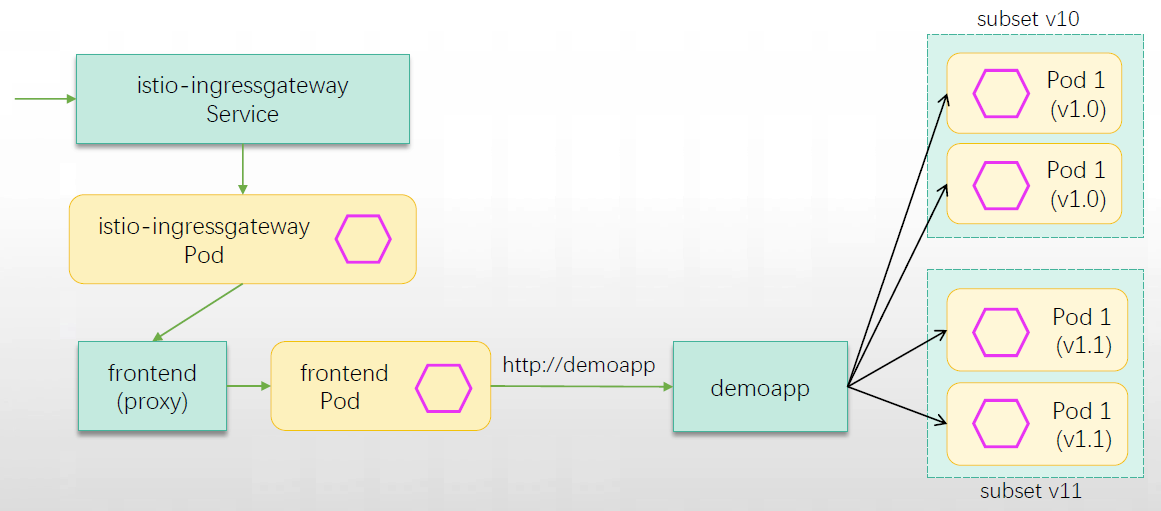 istio-ingressgateway
Service
istio-ingressgateway
Pod
frontend
(proxy)
frontend
Pod
http://demoapp
demoapp
subset v10
Pod 1
(v1.0)
Pod 1
(v1.0)
Pod 1
(v1.1)
Pod 1
(v1.1)
subset v11